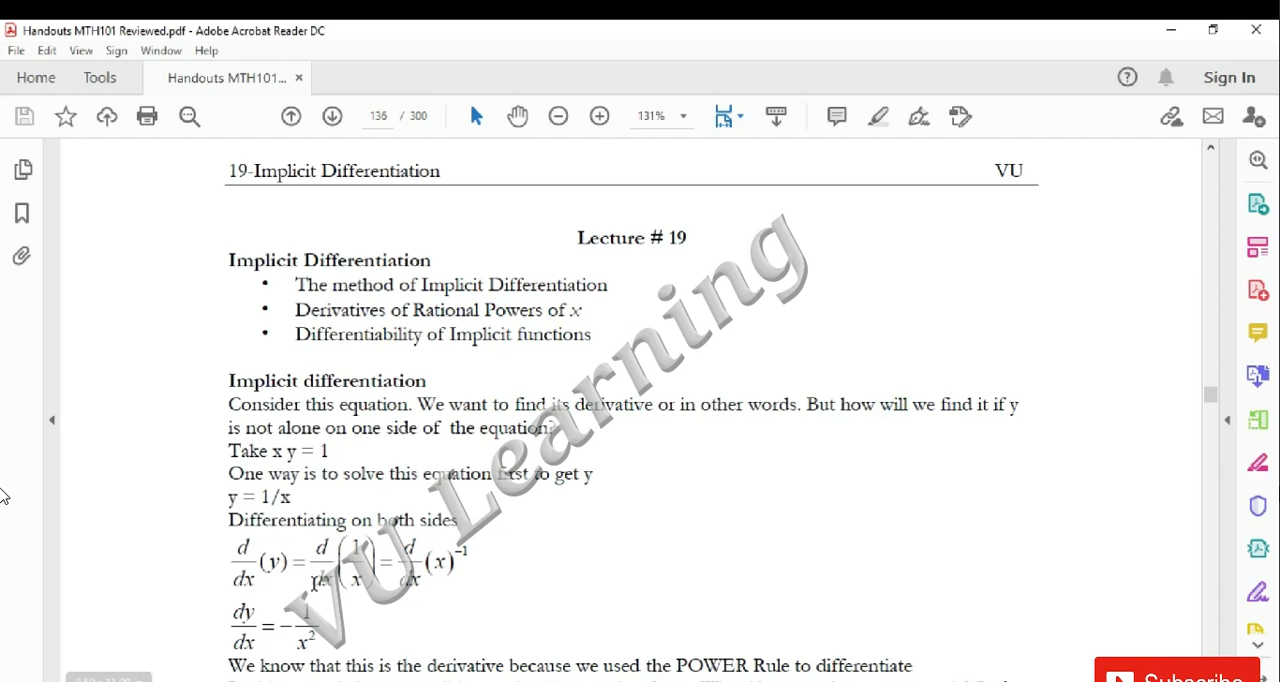 Handouts MTH101 Reviewed.pdf - Adobe Acrobat Reader DC
File Edit View Sign Window Help
Home Tools Handouts MTH101... × Sign In
136 / 300 131%
19-Implicit Differentiation VU
Lecture # 19
Implicit Differentiation
• The method of Implicit Differentiation
• Derivatives of Rational Powers of x
• Differentiability of Implicit functions
Implicit differentiation
Consider this equation. We want to find its derivative or in other words. But how will we find it if y
is not alone on one side of the equation?
Take x y = 1
One way is to solve this equation first to get y
y = 1/x
Differentiating on both sides
d/dx (y) = d/dx (1/x) = d/dx (x)⁻¹
dy/dx = - 1/x²
We know that this is the derivative because we used the POWER Rule to differentiate
VU Learning
Subscribe